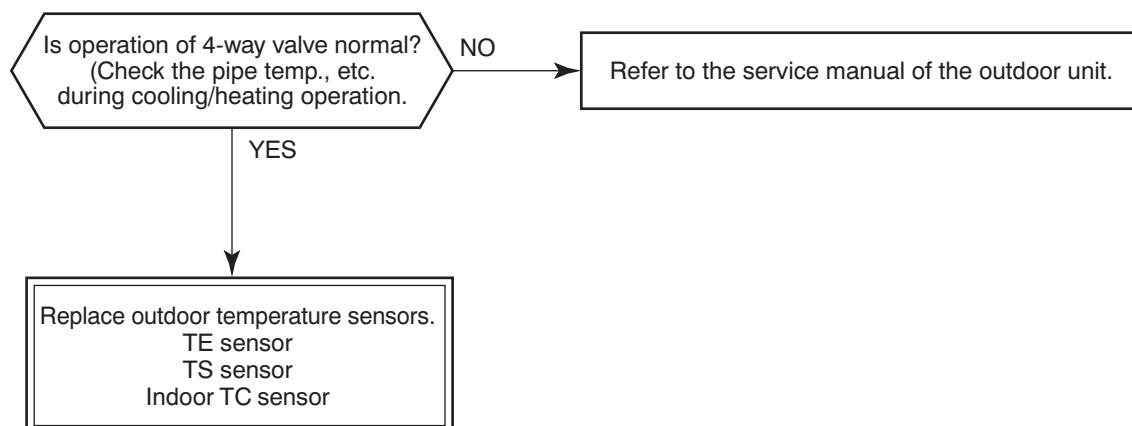 Is operation of 4-way valve normal?
(Check the pipe temp., etc.
during cooling/heating operation.
NO
Refer to the service manual of the outdoor unit.
YES
Replace outdoor temperature sensors.
TE sensor
TS sensor
Indoor TC sensor